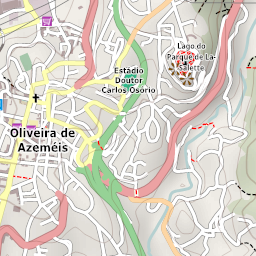 Lago do
Parque de La-
Salette
Estádio
Doutor
Carlos Osório
Oliveira de
Azeméis